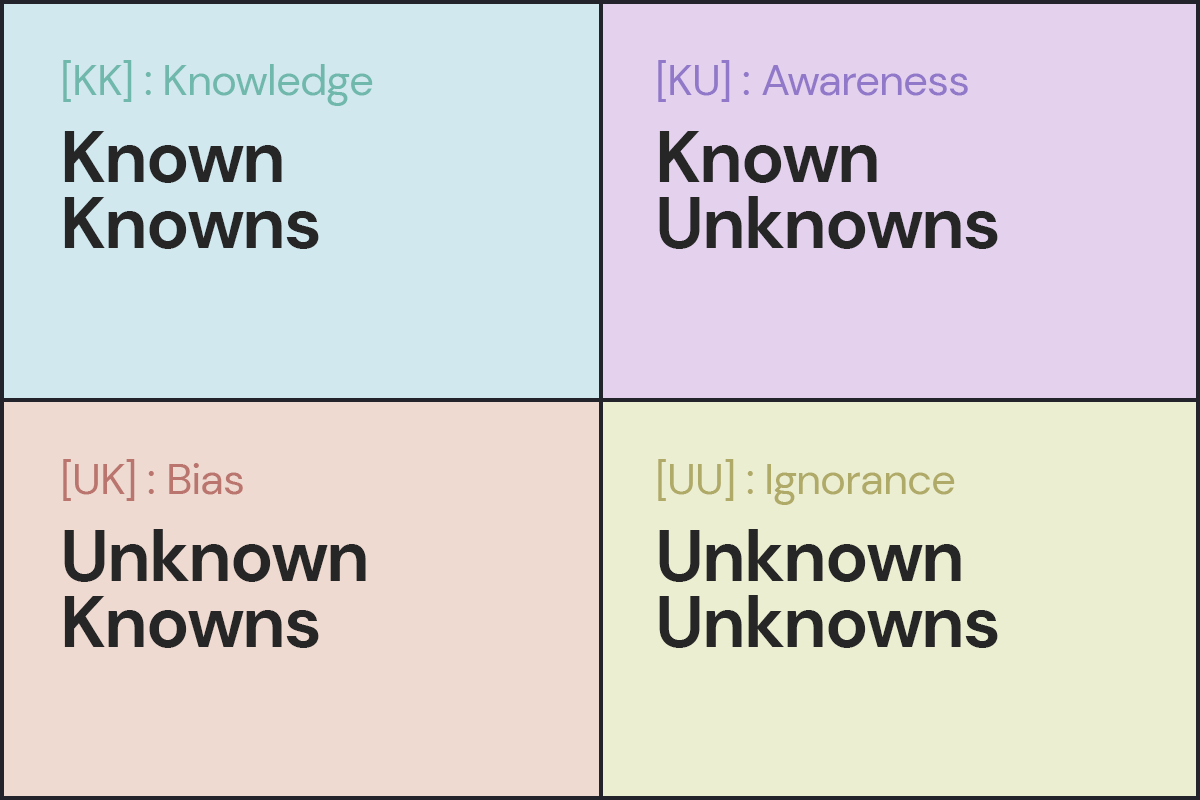 [KK] : Knowledge
Known
Knowns
[KU] : Awareness
Known
Unknowns
[UK] : Bias
Unknown
Knowns
[UU] : Ignorance
Unknown
Unknowns